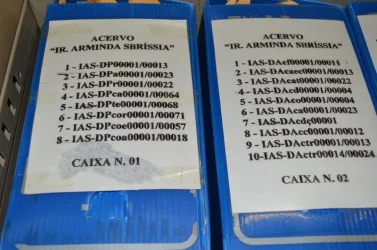 ACERVO
"IR. ARMINDA SBRÍSSIA"
1 - IAS-DP00001/00013
2 - IAS-DPa00001/00023
3 - IAS-DPr00001/00022
4 - IAS-DPca00001/00064
5 - IAS-DPte00001/00068
6 - IAS-DPcor00001/00071
7 - IAS-DPcoe00001/00057
8 - IAS-DPcoa00001/00018
CAIXA N. 01
ACERVO
"IR. ARMINDA SBRÍSSIA"
1 - IAS-DAcf00001/00011
2 - IAS-DAcaec00001/00013
3 - IAS-DAcat00001/00022
4 - IAS-DAcd00001/00004
5 - IAS-DAco00001/00004
6 - IAS-DAca00001/00023
7 - IAS-DAcdç00001
8 - IAS-DAcc00001/00012
9 - IAS-DActr00001/00013
10-IAS-DActr00014/00024
CAIXA N. 02